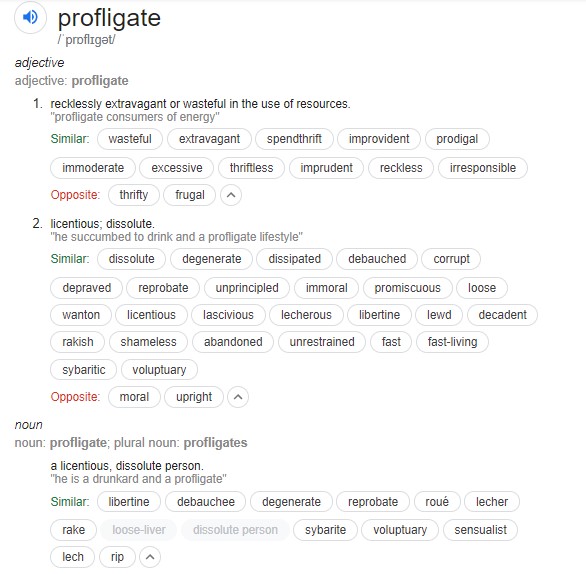 profligate
/ˈprɒflɪɡət/
adjective
adjective: profligate
1. recklessly extravagant or wasteful in the use of resources.
"profligate consumers of energy"
Similar: wasteful extravagant spendthrift improvident prodigal
immoderate excessive thriftless imprudent reckless irresponsible
Opposite: thrifty frugal
2. licentious; dissolute.
"he succumbed to drink and a profligate lifestyle"
Similar: dissolute degenerate dissipated debauched corrupt
depraved reprobate unprincipled immoral promiscuous loose
wanton licentious lascivious lecherous libertine lewd decadent
rakish shameless abandoned unrestrained fast fast-living
sybaritic voluptuary
Opposite: moral upright
noun
noun: profligate; plural noun: profligates
a licentious, dissolute person.
"he is a drunkard and a profligate"
Similar: libertine debauchee degenerate reprobate roué lecher
rake loose-liver dissolute person sybarite voluptuary sensualist
lech rip